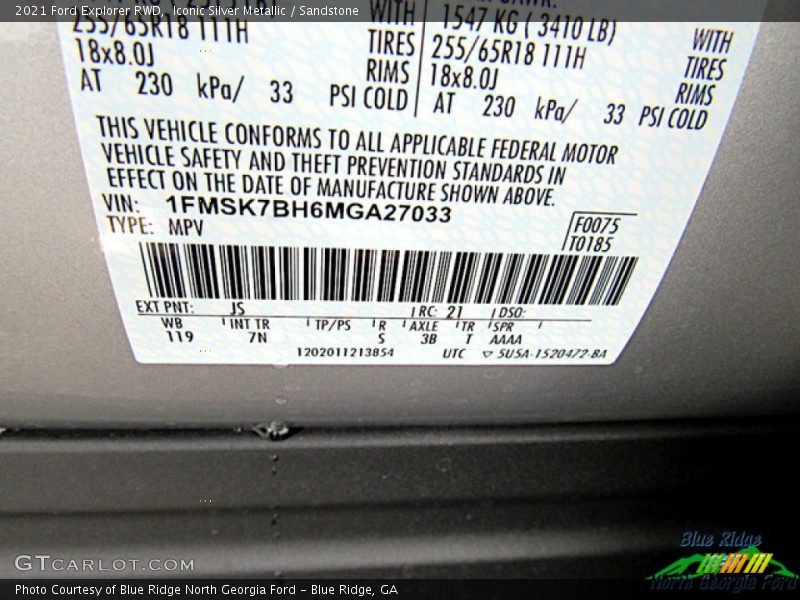 2021 Ford Explorer RWD, Iconic Silver Metallic / Sandstone
WITH 1547 KG ( 3410 LB) WITH
255/65R18 111H TIRES 255/65R18 111H TIRES
18x8.0J RIMS 18x8.0J RIMS
AT 230 kPa/ 33 PSI COLD AT 230 kPa/ 33 PSI COLD
THIS VEHICLE CONFORMS TO ALL APPLICABLE FEDERAL MOTOR
VEHICLE SAFETY AND THEFT PREVENTION STANDARDS IN
EFFECT ON THE DATE OF MANUFACTURE SHOWN ABOVE.
VIN: 1FMSK7BH6MGA27033
TYPE: MPV
F0075
T0185
EXT PNT: JS RC: 21 DSO:
WB INT TR TP/PS R AXLE TR SPR
119 7N S 3B T AAAA
1202011213854 UTC 5U5A-1520472-BA
GTCARLOT.COM
Blue Ridge
North Georgia Ford
Photo Courtesy of Blue Ridge North Georgia Ford – Blue Ridge, GA